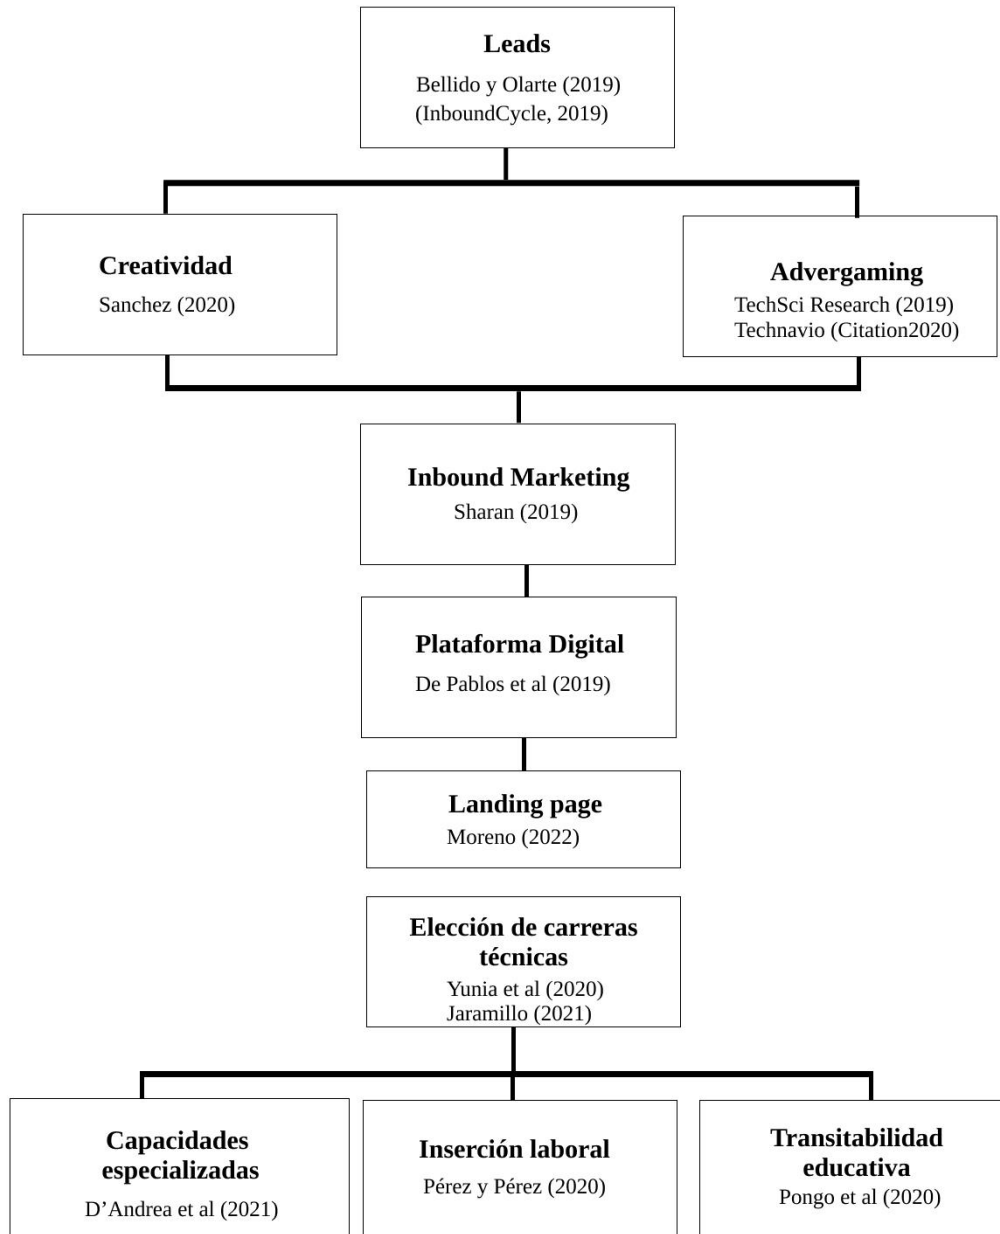 Leads
Bellido y Olarte (2019)
(InboundCycle, 2019)
Creatividad
Sanchez (2020)
Advergaming
TechSci Research (2019)
Technavio (Citation2020)
Inbound Marketing
Sharan (2019)
Plataforma Digital
De Pablos et al (2019)
Landing page
Moreno (2022)
Elección de carreras
técnicas
Yunia et al (2020)
Jaramillo (2021)
Capacidades
especializadas
D’Andrea et al (2021)
Inserción laboral
Pérez y Pérez (2020)
Transitabilidad
educativa
Pongo et al (2020)